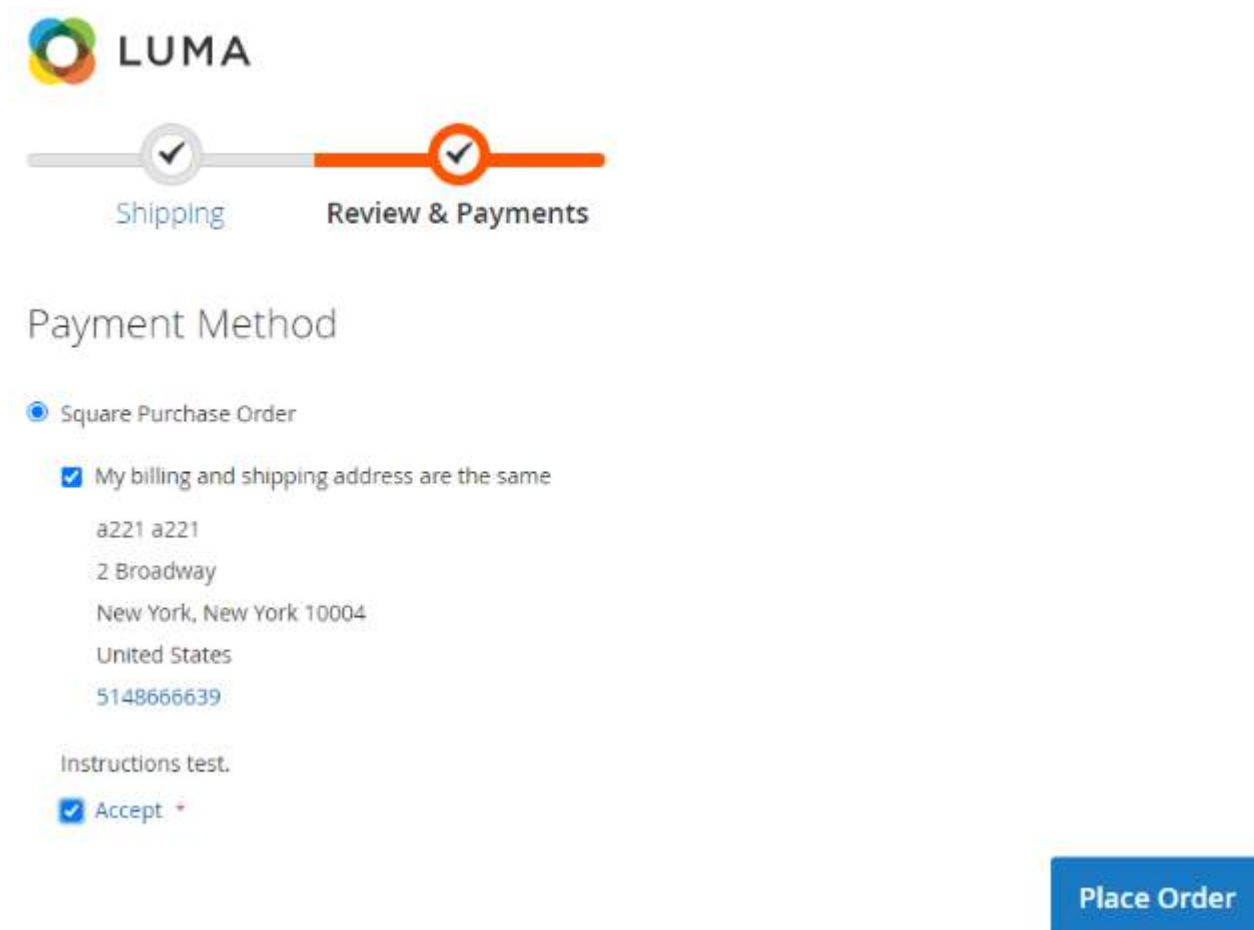 LUMA
Shipping
Review & Payments
Payment Method
Square Purchase Order
My billing and shipping address are the same
a221 a221
2 Broadway
New York, New York 10004
United States
5148666639
Instructions test.
Accept *
Place Order